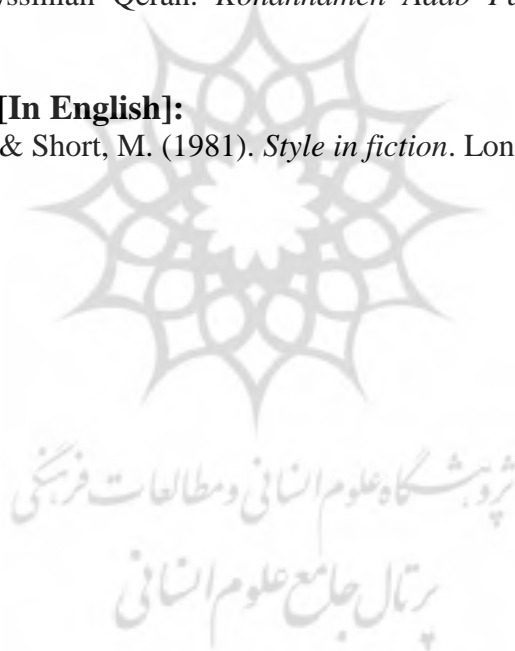 yssinian Qeran. Kohannameh Adab Pa
[In English]:
& Short, M. (1981). Style in fiction. Lon
پژوهشگاه علوم انسانی و مطالعات فرهنگی
پرتال جامع علوم انسانی